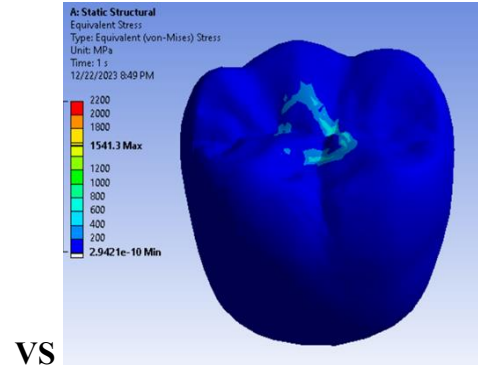 A: Static Structural
Equivalent Stress
Type: Equivalent (von-Mises) Stress
Unit: MPa
Time: 1 s
12/22/2023 8:49 PM
2200
2000
1800
1541.3 Max
1200
1000
800
600
400
200
2.9421e-10 Min
VS